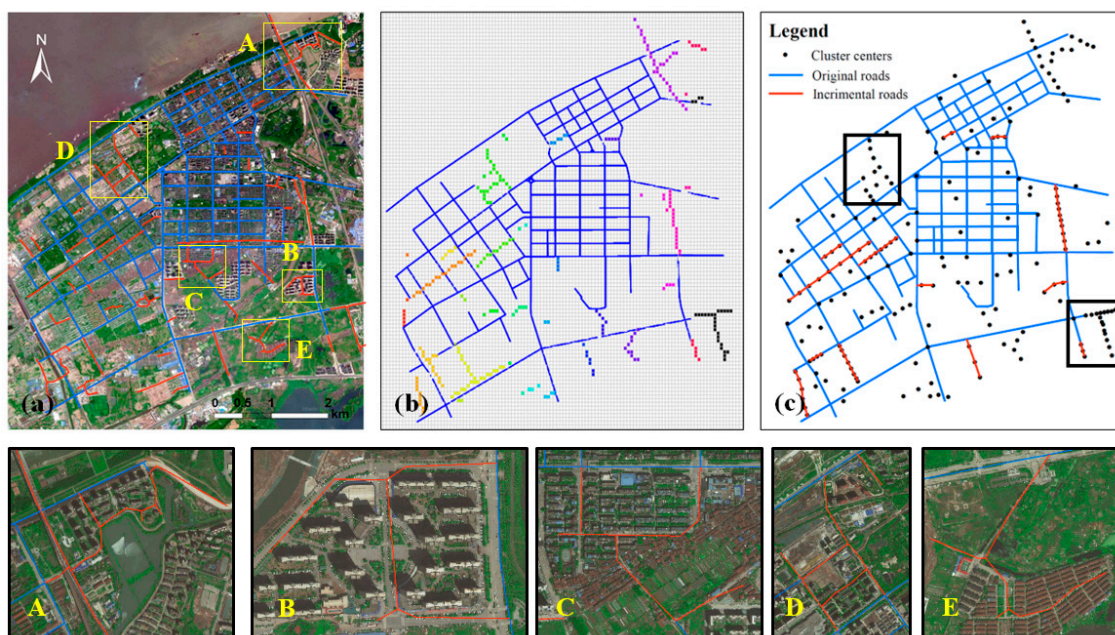 N
A
D
B
C
E
0 0.5 1 2
km
(a)
(b)
Legend
Cluster centers
Original roads
Incrimental roads
(c)
A
B
C
D
E